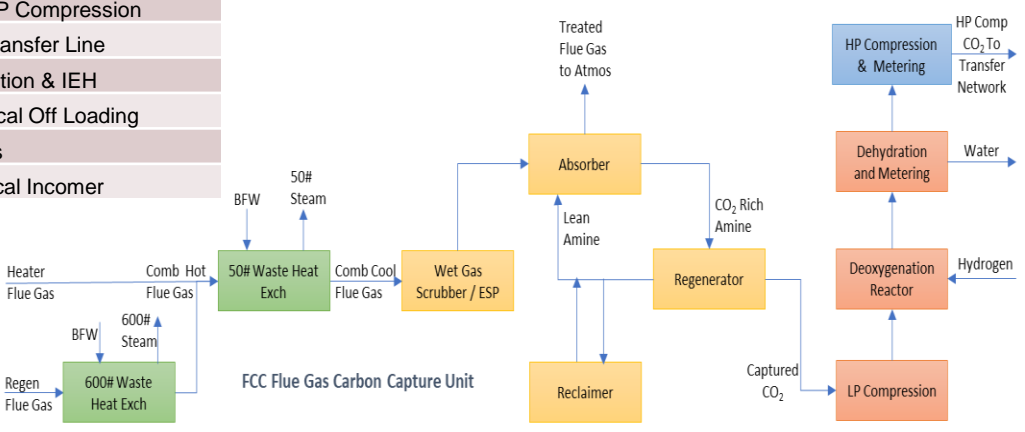 P Compression
ansfer Line
tion & IEH
cal Off Loading
s
cal Incomer
Heater
Flue Gas
Comb Hot
Flue Gas
BFW
50#
Steam
50# Waste Heat
Exch
Comb Cool
Flue Gas
Wet Gas
Scrubber / ESP
BFW
600#
Steam
Regen
Flue Gas
600# Waste
Heat Exch
FCC Flue Gas Carbon Capture Unit
Treated
Flue Gas
to Atmos
Absorber
Lean
Amine
CO2 Rich
Amine
Regenerator
Reclaimer
Captured
CO2
LP Compression
Deoxygenation
Reactor
Hydrogen
Dehydration
and Metering
Water
HP Compression
& Metering
HP Comp
CO2 To
Transfer
Network